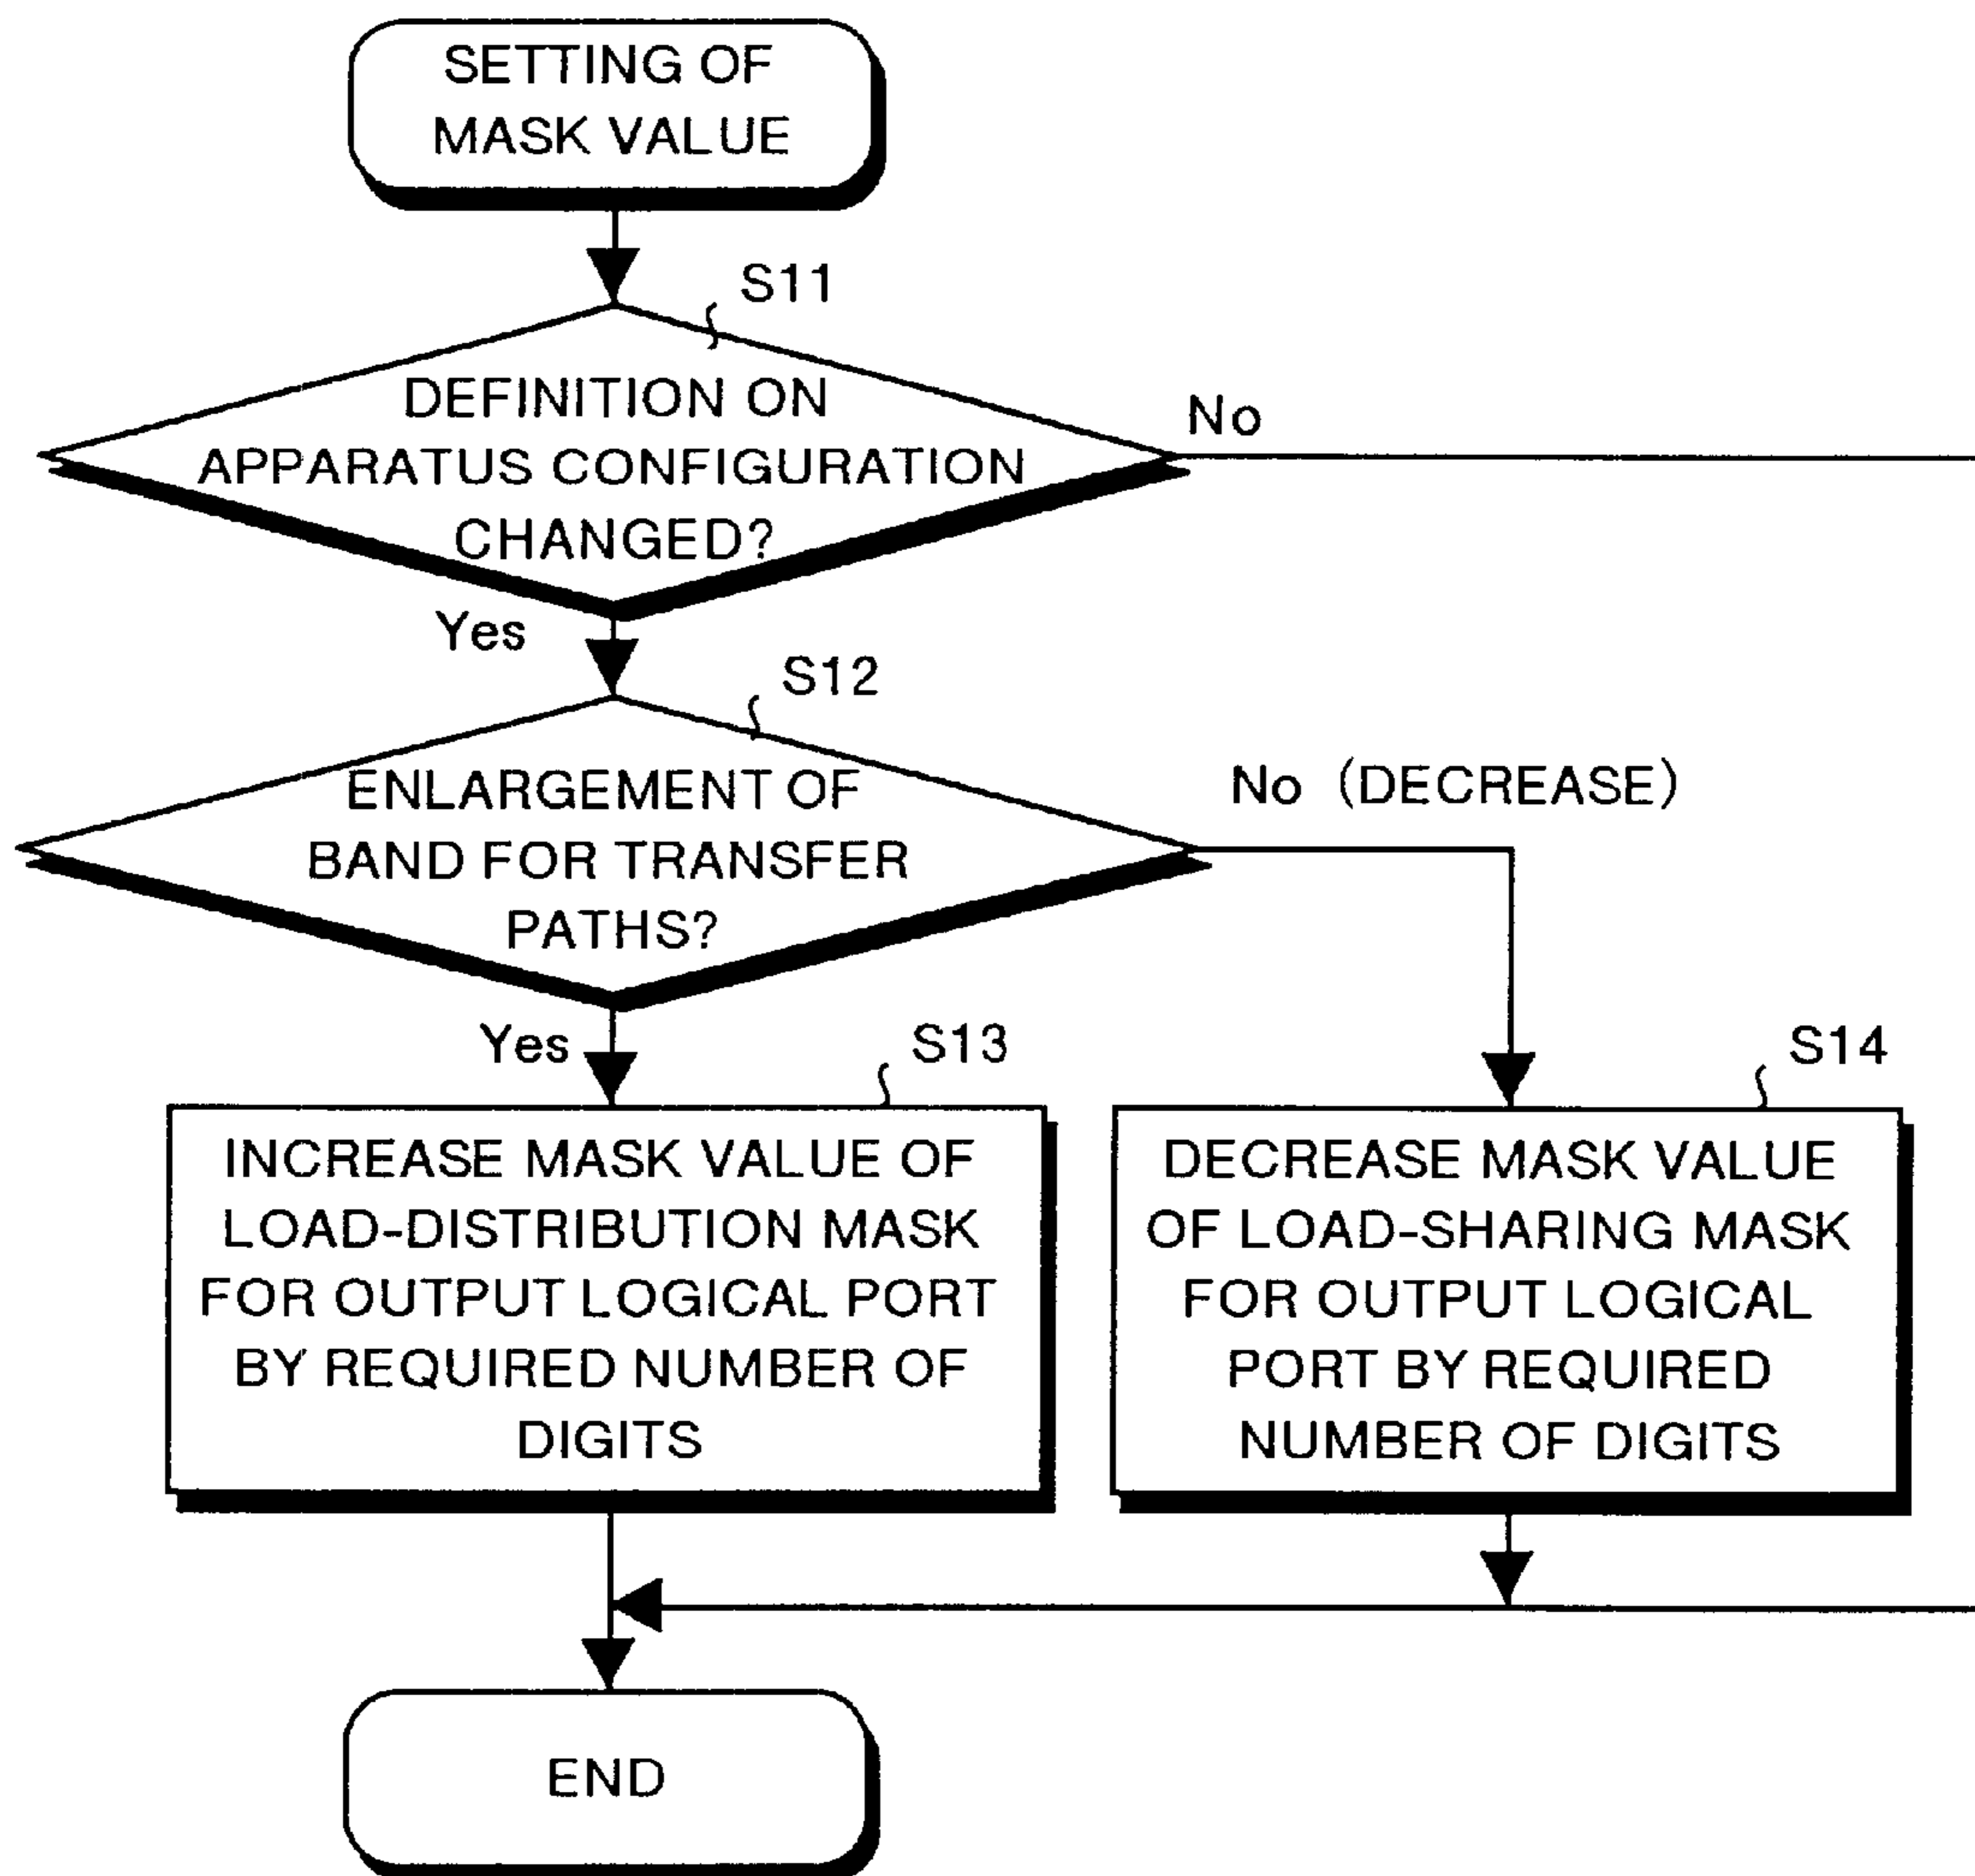 SETTING OF
MASK VALUE
S11
DEFINITION ON
APPARATUS CONFIGURATION
CHANGED?
No
Yes
S12
ENLARGEMENT OF
BAND FOR TRANSFER
PATHS?
No (DECREASE)
Yes
S13
INCREASE MASK VALUE OF
LOAD-DISTRIBUTION MASK
FOR OUTPUT LOGICAL PORT
BY REQUIRED NUMBER OF
DIGITS
S14
DECREASE MASK VALUE
OF LOAD-SHARING MASK
FOR OUTPUT LOGICAL
PORT BY REQUIRED
NUMBER OF DIGITS
END